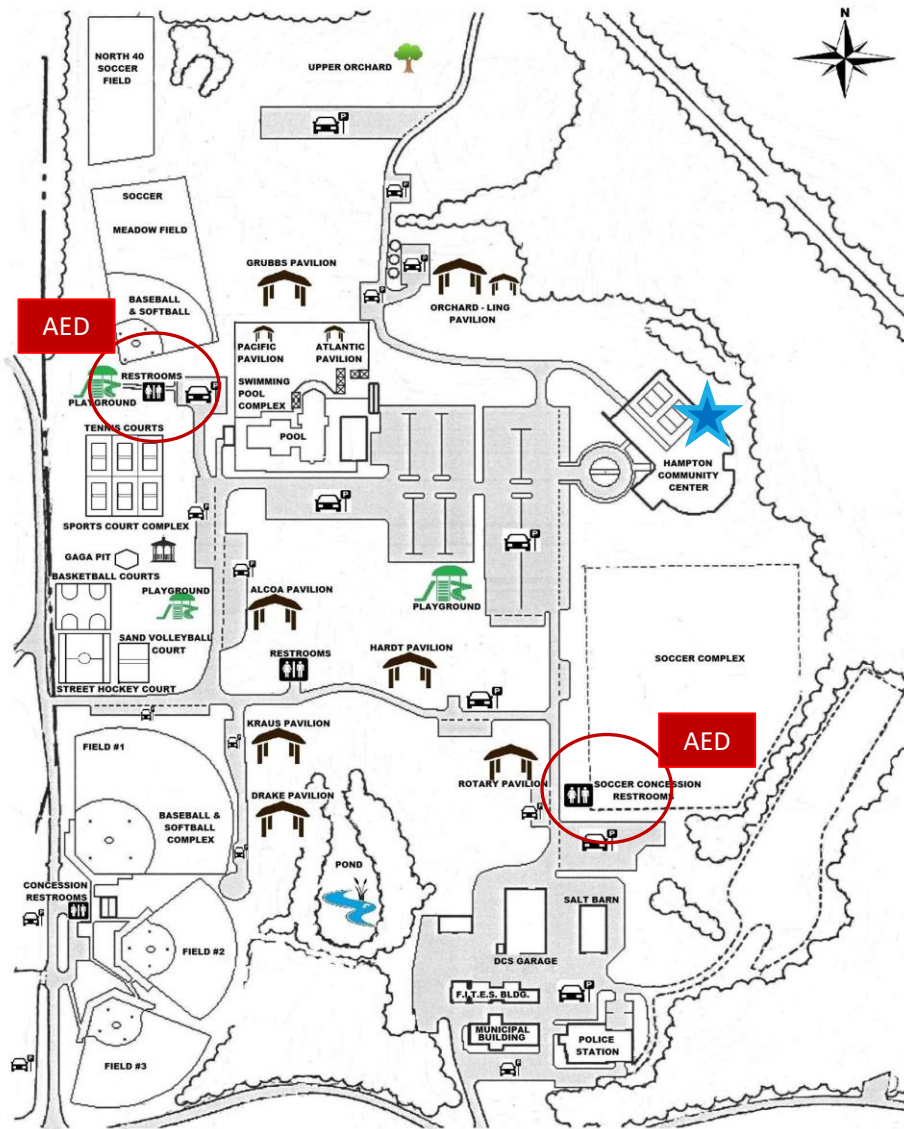 N
NORTH 40
SOCCER
FIELD
UPPER ORCHARD
P
P
SOCCER
MEADOW FIELD
GRUBBS PAVILION
P
P
ORCHARD - LING
PAVILION
BASEBALL
& SOFTBALL
AED
PACIFIC
PAVILION
ATLANTIC
PAVILION
RESTROOMS
P
PLAYGROUND
SWIMMING
POOL
COMPLEX
TENNIS COURTS
POOL
HAMPTON
COMMUNITY
CENTER
P
P
SPORTS COURT COMPLEX
P
GAGA PIT
P
BASKETBALL COURTS
PLAYGROUND
ALCOA PAVILION
PLAYGROUND
SAND VOLLEYBALL
COURT
RESTROOMS
HARDT PAVILION
SOCCER COMPLEX
STREET HOCKEY COURT
P
P
FIELD #1
KRAUS PAVILION
P
AED
ROTARY PAVILION
SOCCER CONCESSION
RESTROOMS
DRAKE PAVILION
BASEBALL &
SOFTBALL
COMPLEX
P
P
P
POND
CONCESSION
RESTROOMS
P
SALT BARN
FIELD #2
DCS GARAGE
F.I.T.E.S. BLDG.
P
MUNICIPAL
BUILDING
POLICE
STATION
FIELD #3
P
P